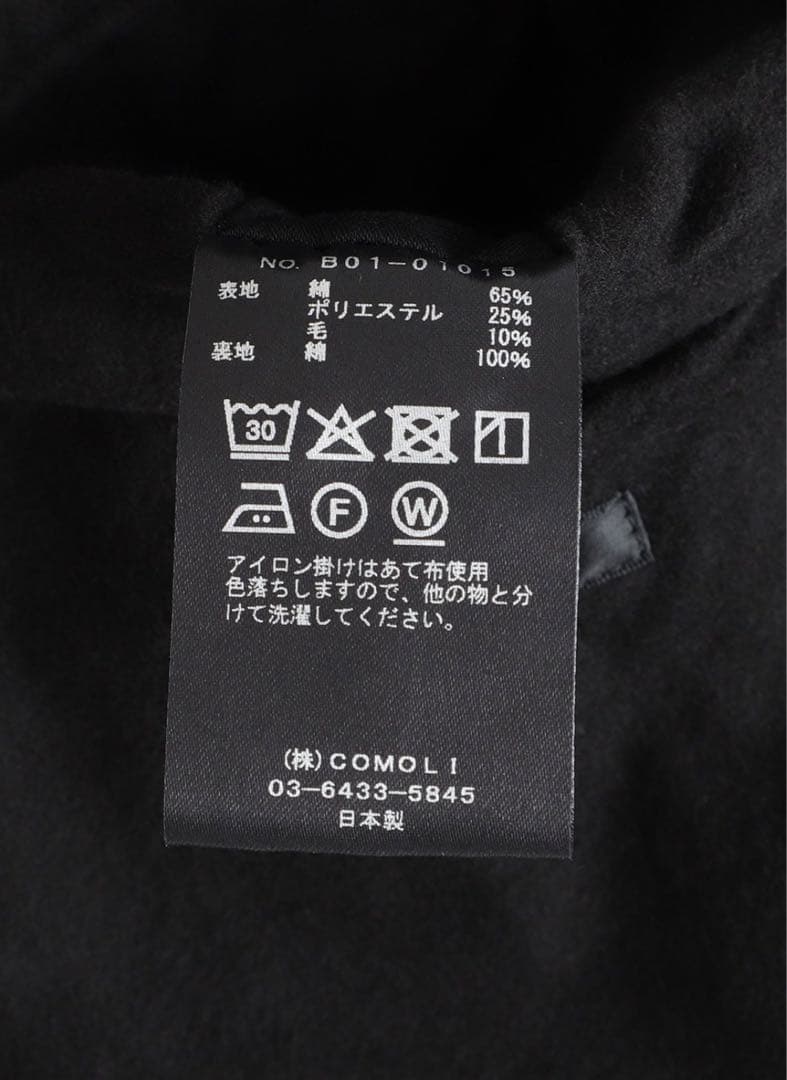 No. B01-01015
表地 綿 65%
ポリエステル 25%
毛 10%
裏地 綿 100%
30
F W
アイロン掛けはあて布使用
色落ちしますので、他の物と分
けて洗濯してください。
(株)COMOLI
03-6433-5845
日本製